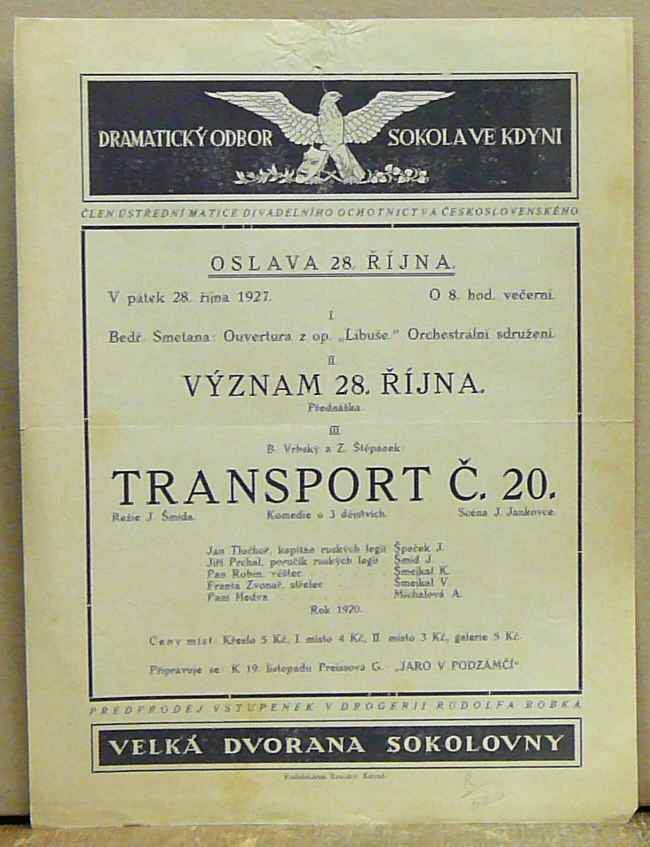 DRAMATICKÝ ODBOR SOKOLA VE KDYNI
ČLEN ÚSTŘEDNÍ MATICE DIVADELNÍHO OCHOTNICTVA ČESKOSLOVENSKÉHO
OSLAVA 28. ŘÍJNA.
V pátek 28. října 1927. O 8. hod. večerní.
I.
Bedř. Smetana: Ouvertura z op. „Libuše.” Orchestrální sdružení.
II.
VÝZNAM 28. ŘÍJNA.
Přednáška.
III.
B. Vrbský a Z. Štěpánek:
TRANSPORT Č. 20.
Režie J. Šmída. Komedie o 3 dějstvích. Scéna J. Jankovce.
Jan Tlachoř, kapitán ruských legií Špaček J.
Jiří Prchal, poručík ruských legií Šmíd J.
Pan Robin, věštec Šmejkal K.
Franta Zvonař, střelec Šmejkal V.
Paní Hedva Michalová A.
Rok 1920.
Ceny míst: Křeslo 5 Kč, I. místo 4 Kč, II. místo 3 Kč, galerie 5 Kč.
Připravuje se: K 19. listopadu Preissová G.: „JARO V PODZÁMČÍ”.
PŘEDPRODEJ VSTUPENEK V DROGERII RUDOLFA BOBKA
VELKÁ DVORANA SOKOLOVNY